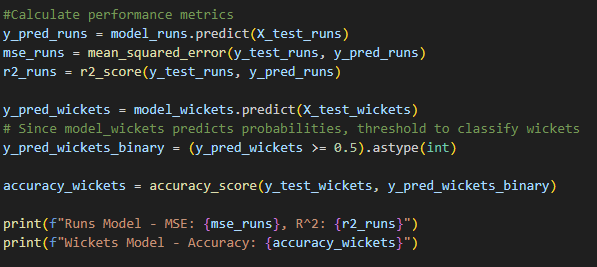 #Calculate performance metrics
y_pred_runs = model_runs.predict(X_test_runs)
mse_runs = mean_squared_error(y_test_runs, y_pred_runs)
r2_runs = r2_score(y_test_runs, y_pred_runs)
y_pred_wickets = model_wickets.predict(X_test_wickets)
# Since model_wickets predicts probabilities, threshold to classify wickets
y_pred_wickets_binary = (y_pred_wickets >= 0.5).astype(int)
accuracy_wickets = accuracy_score(y_test_wickets, y_pred_wickets_binary)
print(f"Runs Model - MSE: {mse_runs}, R^2: {r2_runs}")
print(f"Wickets Model - Accuracy: {accuracy_wickets}")